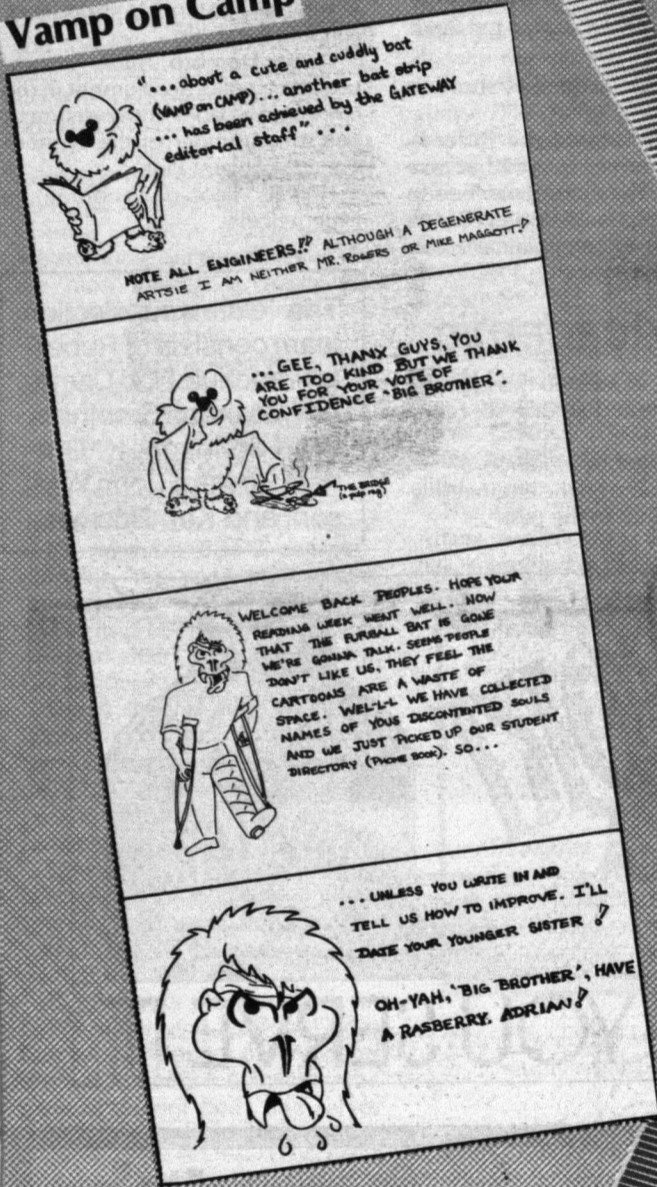 Vamp on Camp
"...about a cute and cuddly bat
(VAMP on CAMP)... another bat strip
... has been achieved by the GATEWAY
editorial staff"...
NOTE ALL ENGINEERS!! ALTHOUGH A DEGENERATE
ARTSIE I AM NEITHER MR. ROGERS OR MIKE MAGGOTT!
...GEE, THANX GUYS, YOU
ARE TOO KIND BUT WE THANK
YOU FOR YOUR VOTE OF
CONFIDENCE "BIG BROTHER".
THE BRIDGE
(a pulp rag)
WELCOME BACK PEOPLES. HOPE YOUR
READING WEEK WENT WELL. NOW
THAT THE FURBALL BAT IS GONE
WE'RE GONNA TALK. SEEMS PEOPLE
DON'T LIKE US, THEY FEEL THE
CARTOONS ARE A WASTE OF
SPACE. WEL-L-L WE HAVE COLLECTED
NAMES OF YOUS DISCONTENTED SOULS
AND WE JUST PICKED UP OUR STUDENT
DIRECTORY (PHONE BOOK). SO...
... UNLESS YOU WRITE IN AND
TELL US HOW TO IMPROVE. I'LL
DATE YOUR YOUNGER SISTER!
OH-YAH, "BIG BROTHER", HAVE
A RASBERRY. ADRIAN!